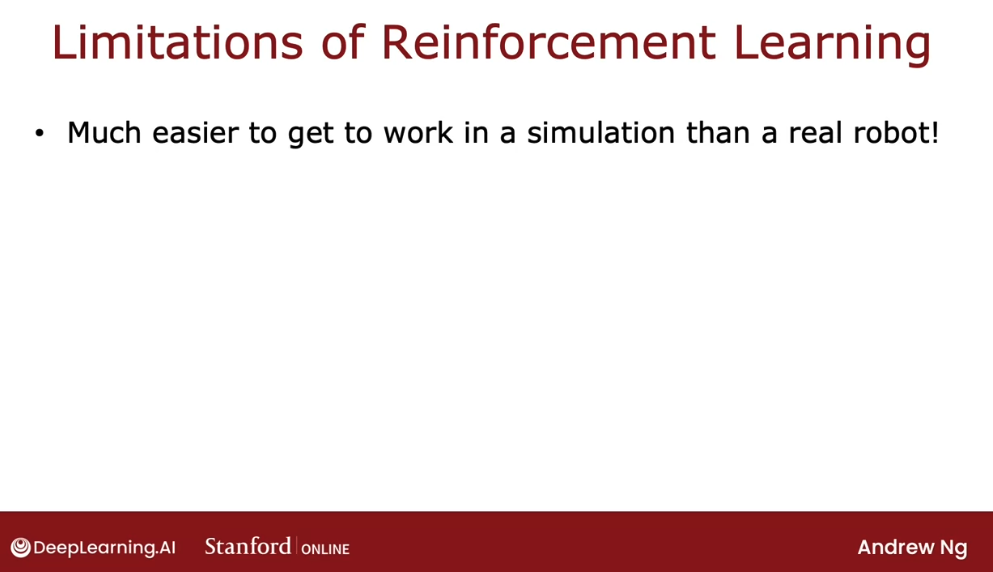 Limitations of Reinforcement Learning
• Much easier to get to work in a simulation than a real robot!
DeepLearning.AI Stanford ONLINE Andrew Ng